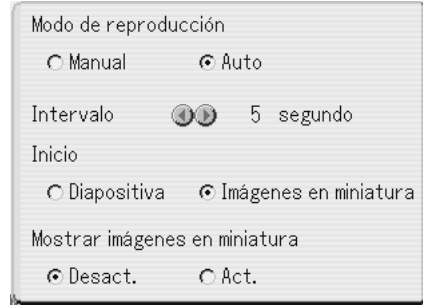 Modo de reproducción
Manual Auto
Intervalo 5 segundo
Inicio
Diapositiva Imágenes en miniatura
Mostrar imágenes en miniatura
Desact. Act.